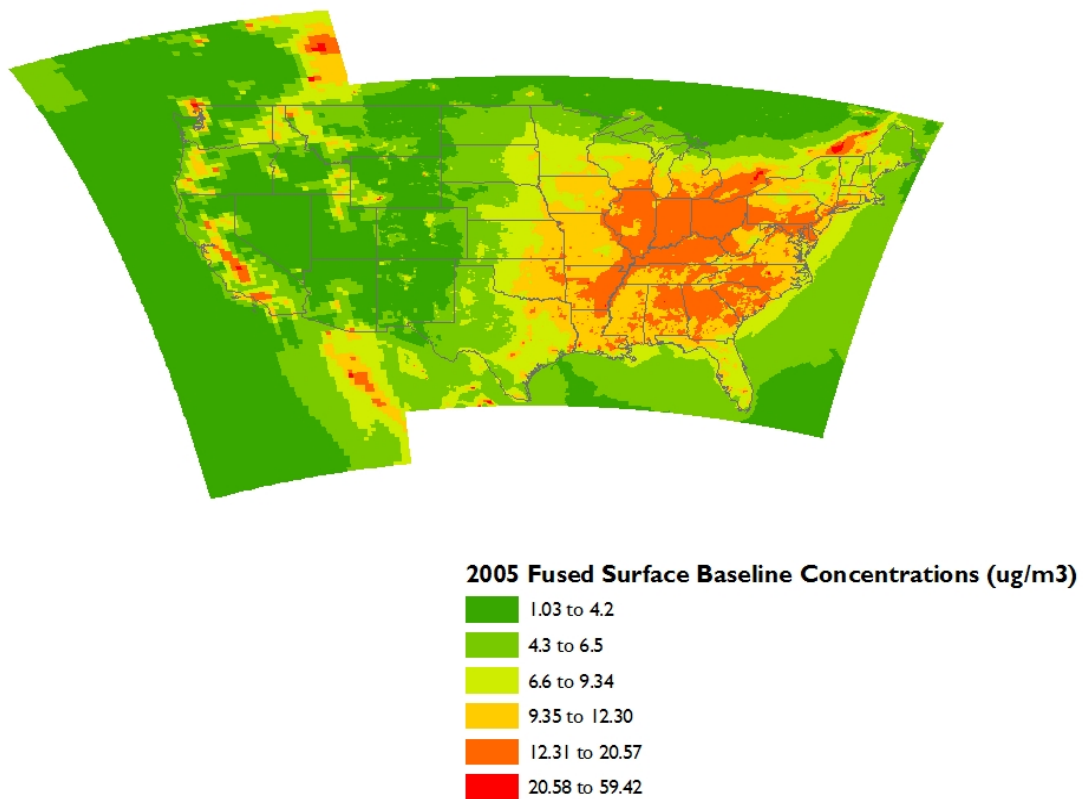 2005 Fused Surface Baseline Concentrations (ug/m3)
1.03 to 4.2
4.3 to 6.5
6.6 to 9.34
9.35 to 12.30
12.31 to 20.57
20.58 to 59.42